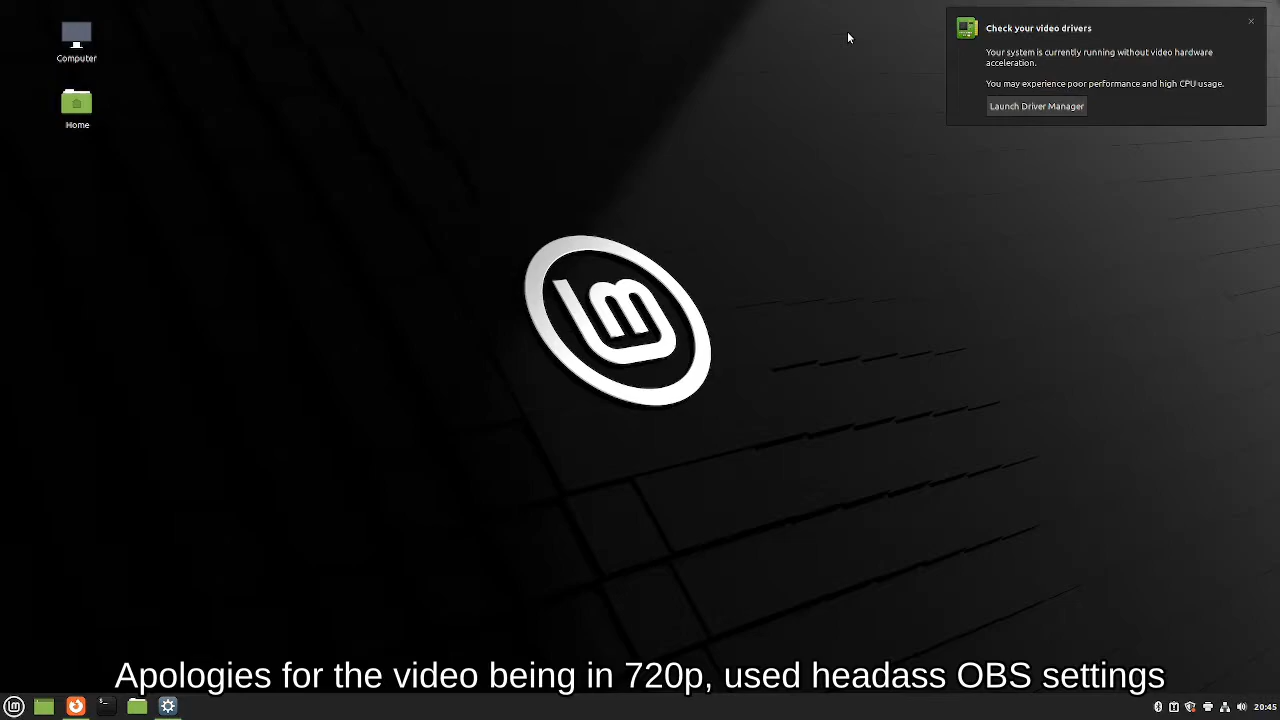 Computer
Home
Check your video drivers
Your system is currently running without video hardware
acceleration.
You may experience poor performance and high CPU usage.
Launch Driver Manager
lm
Apologies for the video being in 720p, used headass OBS settings
20:45